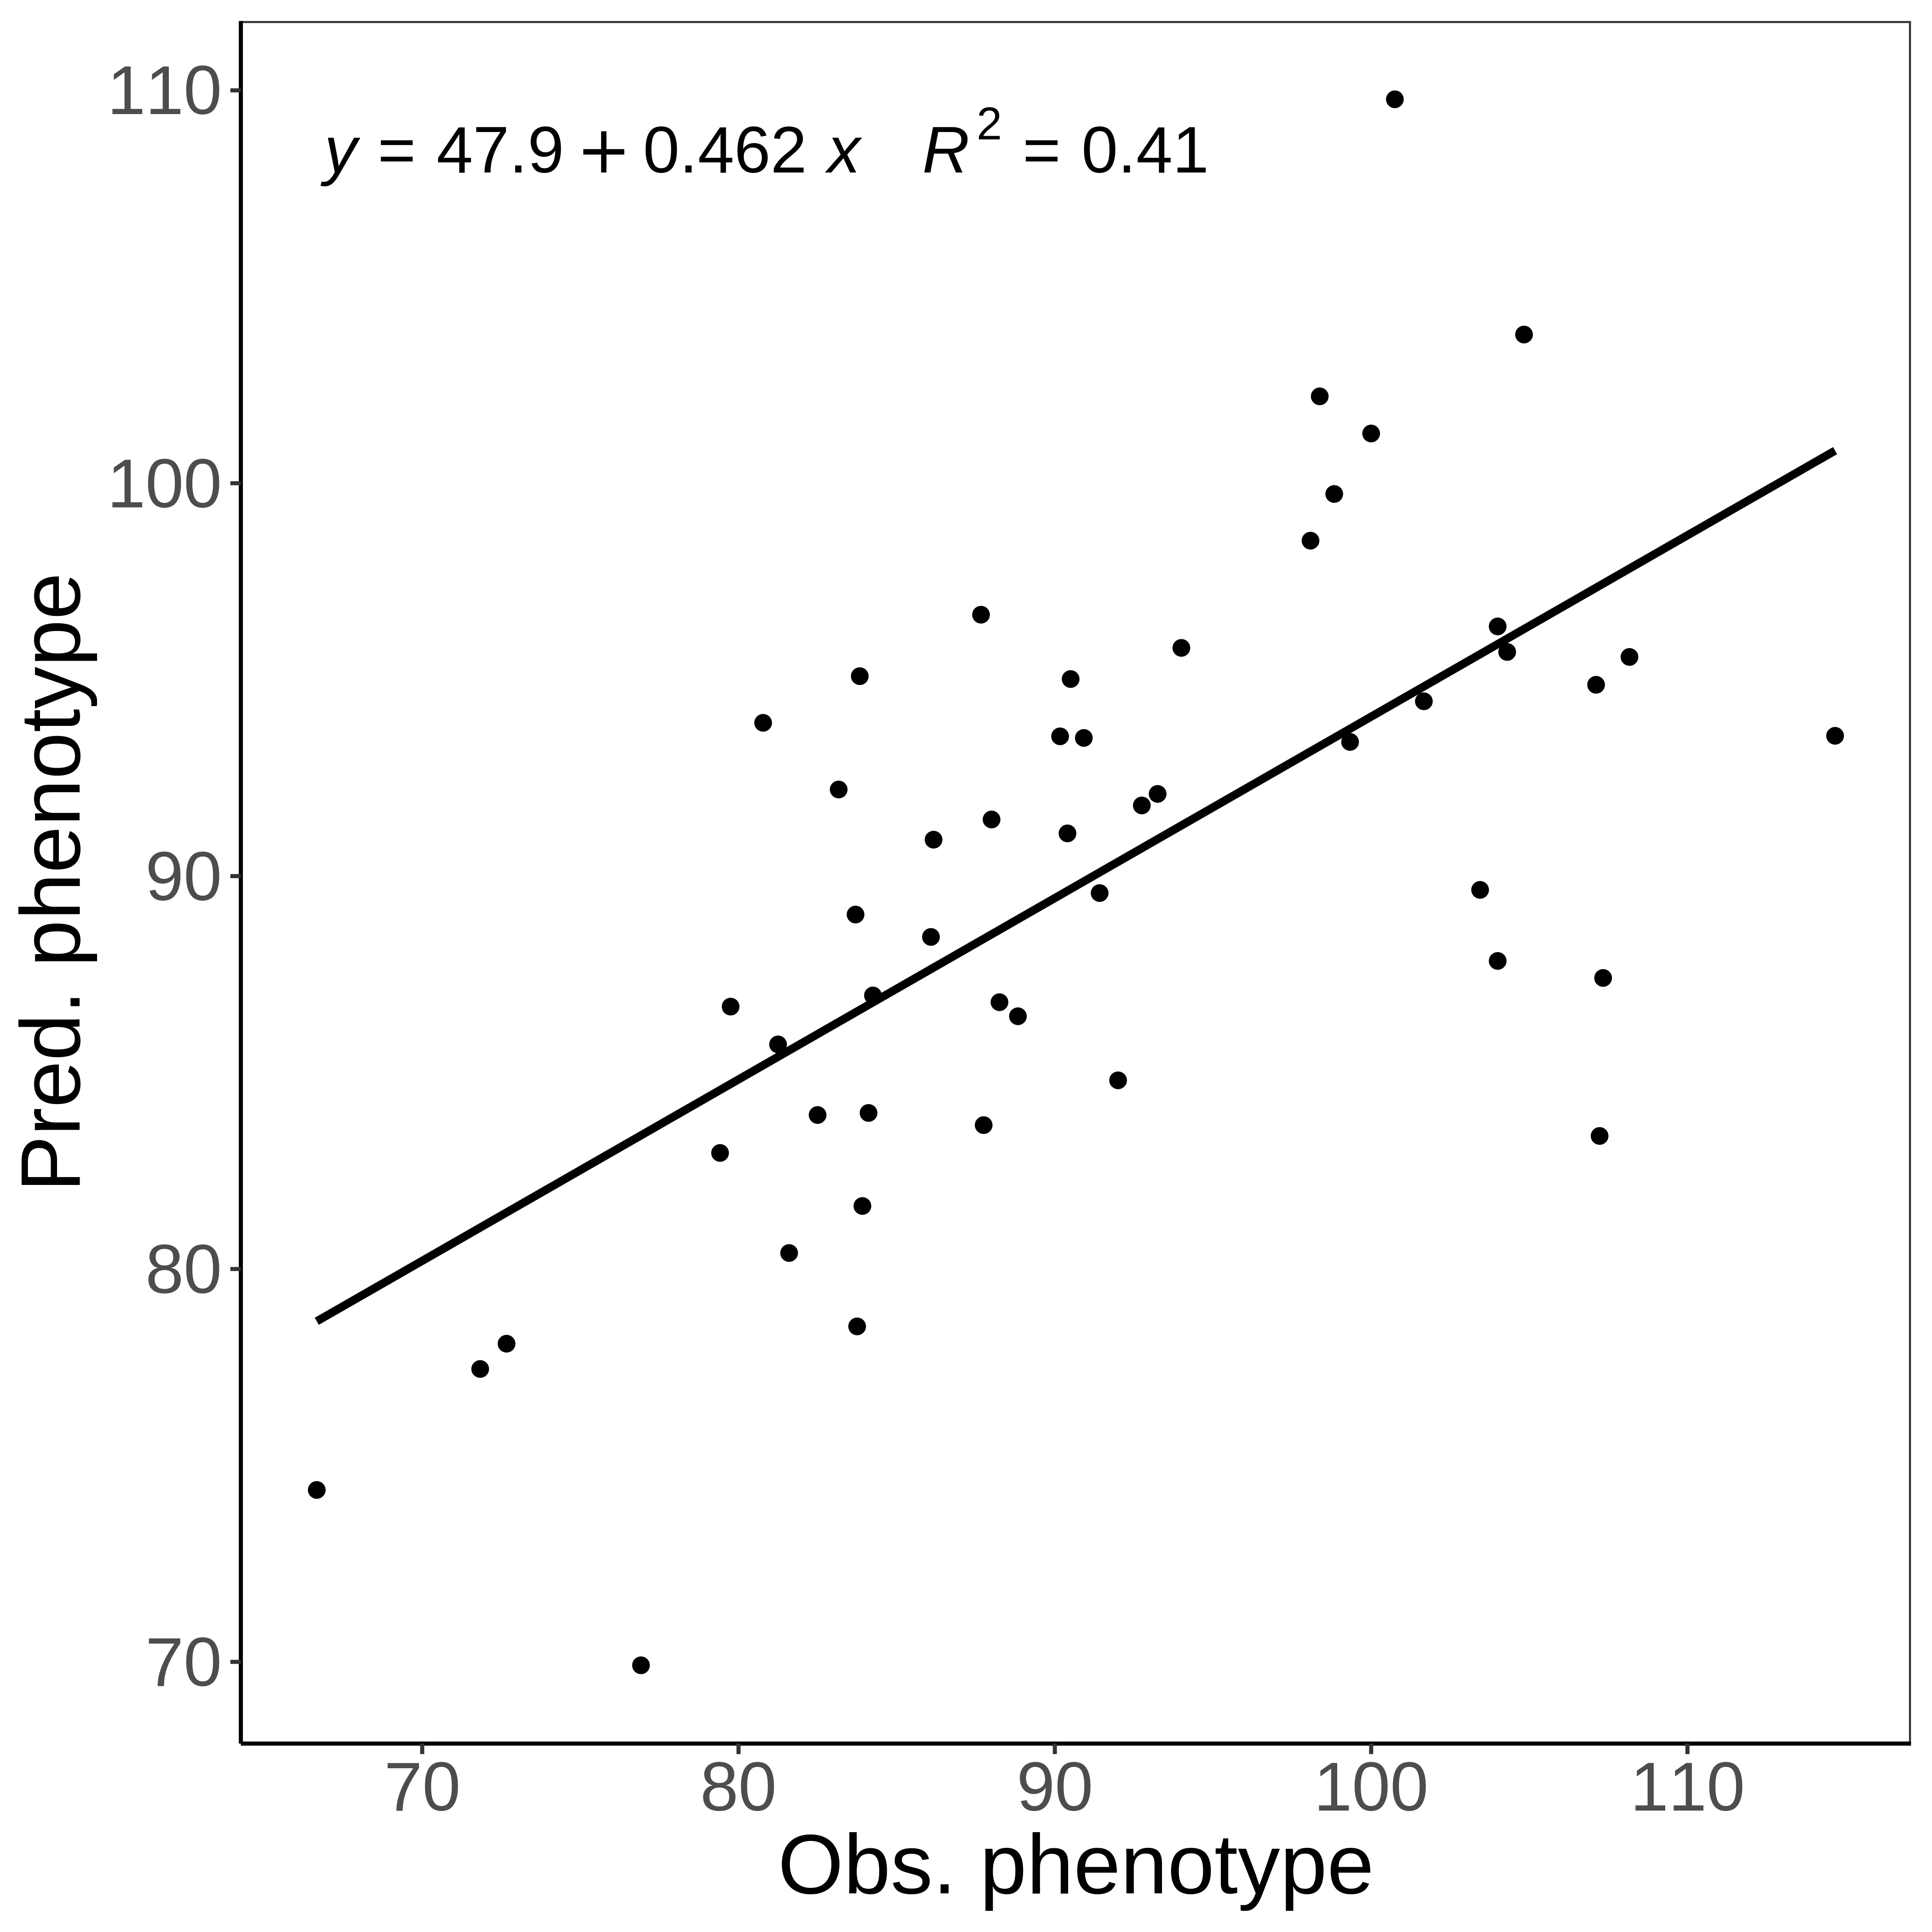 110
y = 47.9 + 0.462 x R² = 0.41
100
90
80
70
Pred. phenotype
70 80 90 100 110
Obs. phenotype